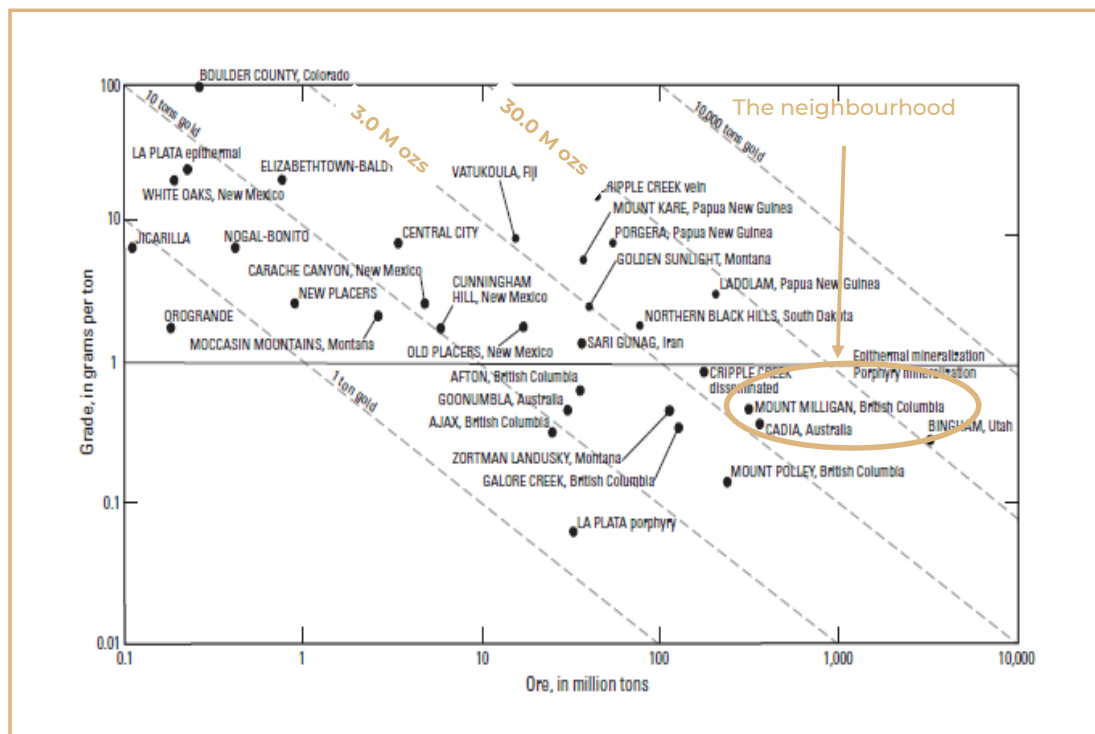 BOULDER COUNTY, Colorado
100
10 tons gold
3.0 M ozs
30.0 M ozs
The neighbourhood
10,000 tons gold
LA PLATA epithermal
ELIZABETHTOWN-BALDY
VATUKOULA, Fiji
WHITE OAKS, New Mexico
CRIPPLE CREEK vein
MOUNT KARE, Papua New Guinea
10
JICARILLA
NOGAL-BONITO
CENTRAL CITY
PORGERA, Papua New Guinea
GOLDEN SUNLIGHT, Montana
CARACHE CANYON, New Mexico
CUNNINGHAM
HILL, New Mexico
LADOLAM, Papua New Guinea
NEW PLACERS
OROGRANDE
NORTHERN BLACK HILLS, South Dakota
MOCCASIN MOUNTAINS, Montana
OLD PLACERS, New Mexico
SARI GUNAG, Iran
Grade, in grams per ton
1
Epithermal mineralization
Porphyry mineralization
1 ton gold
AFTON, British Columbia
CRIPPLE CREEK
disseminated
GOONUMBLA, Australia
MOUNT MILLIGAN, British Columbia
AJAX, British Columbia
CADIA, Australia
BINGHAM, Utah
ZORTMAN LANDUSKY, Montana
GALORE CREEK, British Columbia
MOUNT POLLEY, British Columbia
0.1
LA PLATA porphyry
0.01
0.1
1
10
100
1,000
10,000
Ore, in million tons